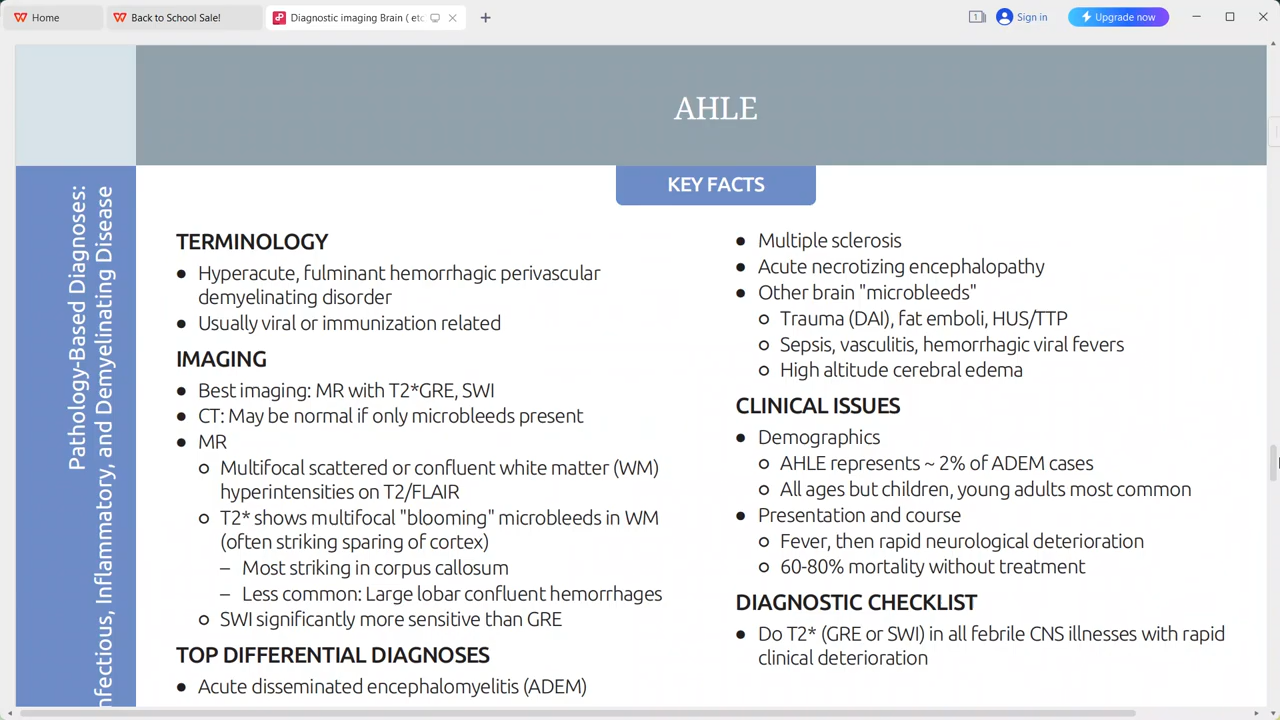 Home
Back to School Sale!
Diagnostic imaging Brain ( etc
1
Sign in
Upgrade now
AHLE
KEY FACTS
Pathology-Based Diagnoses:
nfectious, Inflammatory, and Demyelinating Disease
TERMINOLOGY
● Hyperacute, fulminant hemorrhagic perivascular
demyelinating disorder
● Usually viral or immunization related
IMAGING
● Best imaging: MR with T2*GRE, SWI
● CT: May be normal if only microbleeds present
● MR
○ Multifocal scattered or confluent white matter (WM)
hyperintensities on T2/FLAIR
○ T2* shows multifocal "blooming" microbleeds in WM
(often striking sparing of cortex)
– Most striking in corpus callosum
– Less common: Large lobar confluent hemorrhages
○ SWI significantly more sensitive than GRE
TOP DIFFERENTIAL DIAGNOSES
● Acute disseminated encephalomyelitis (ADEM)
● Multiple sclerosis
● Acute necrotizing encephalopathy
● Other brain "microbleeds"
○ Trauma (DAI), fat emboli, HUS/TTP
○ Sepsis, vasculitis, hemorrhagic viral fevers
○ High altitude cerebral edema
CLINICAL ISSUES
● Demographics
○ AHLE represents ~ 2% of ADEM cases
○ All ages but children, young adults most common
● Presentation and course
○ Fever, then rapid neurological deterioration
○ 60-80% mortality without treatment
DIAGNOSTIC CHECKLIST
● Do T2* (GRE or SWI) in all febrile CNS illnesses with rapid
clinical deterioration